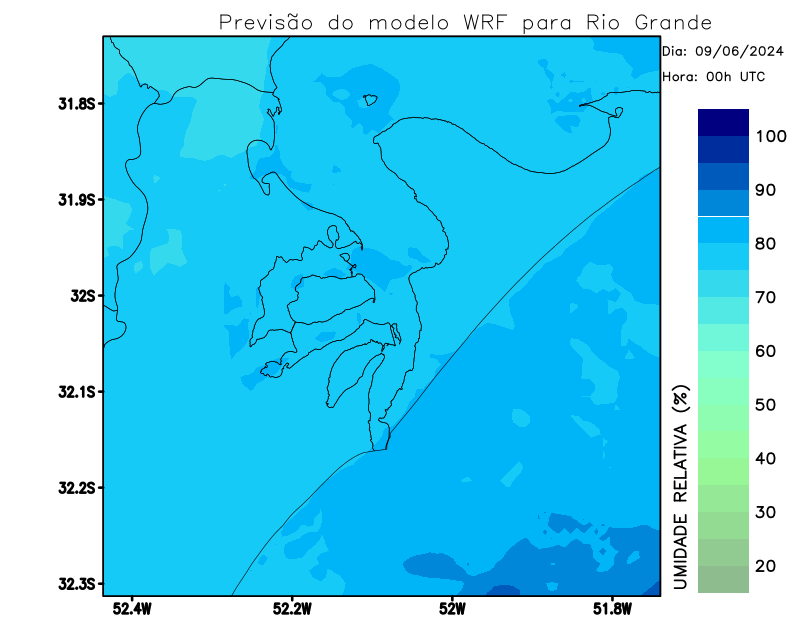 Previsão do modelo WRF para Rio Grande
Dia: 09/06/2024
Hora: 00h UTC
31.8S
31.9S
32S
32.1S
32.2S
32.3S
52.4W
52.2W
52W
51.8W
100
90
80
70
60
50
40
30
20
UMIDADE RELATIVA (%)